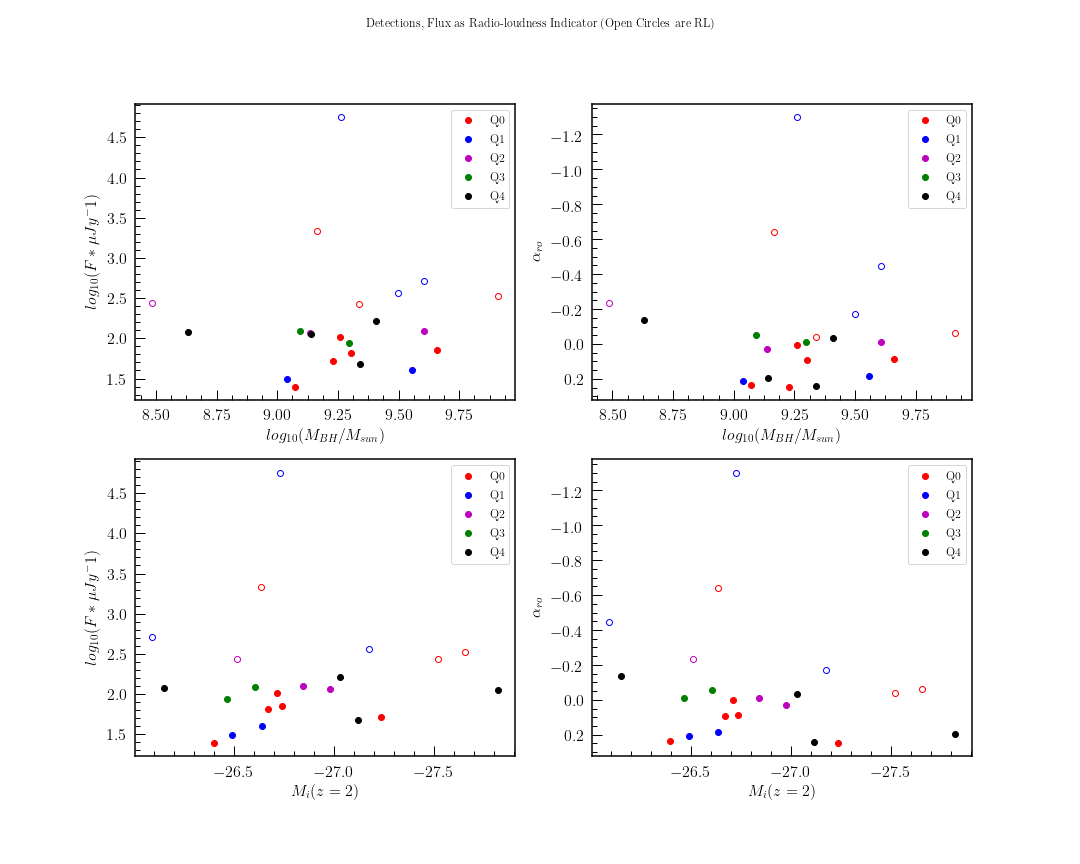 Detections, Flux as Radio-loudness Indicator (Open Circles are RL)
4.5
4.0
3.5
3.0
2.5
2.0
1.5
log10(F * μJy−1)
8.50 8.75 9.00 9.25 9.50 9.75
log10(MBH/Msun)
Q0
Q1
Q2
Q3
Q4
−1.2
−1.0
−0.8
−0.6
−0.4
−0.2
0.0
0.2
αro
8.50 8.75 9.00 9.25 9.50 9.75
log10(MBH/Msun)
Q0
Q1
Q2
Q3
Q4
4.5
4.0
3.5
3.0
2.5
2.0
1.5
log10(F * μJy−1)
−26.5 −27.0 −27.5
Mi(z = 2)
Q0
Q1
Q2
Q3
Q4
−1.2
−1.0
−0.8
−0.6
−0.4
−0.2
0.0
0.2
αro
−26.5 −27.0 −27.5
Mi(z = 2)
Q0
Q1
Q2
Q3
Q4